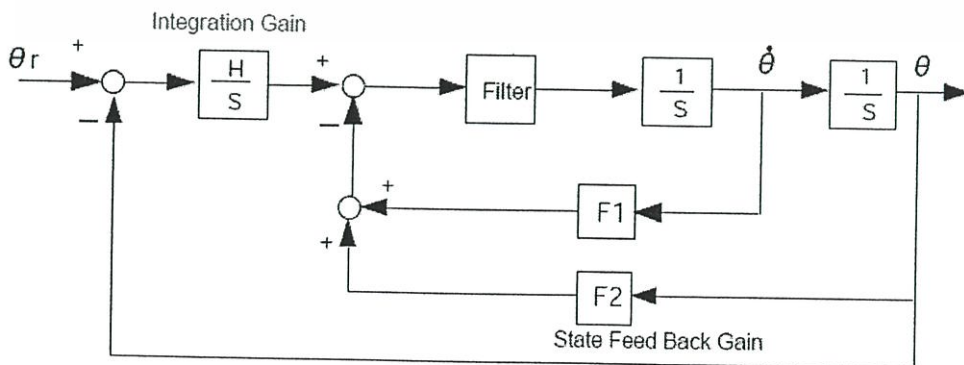 Integration Gain
θr
+
H
S
+
Filter
1
S
θ̇
1
S
θ
−
−
+
F1
+
F2
State Feed Back Gain